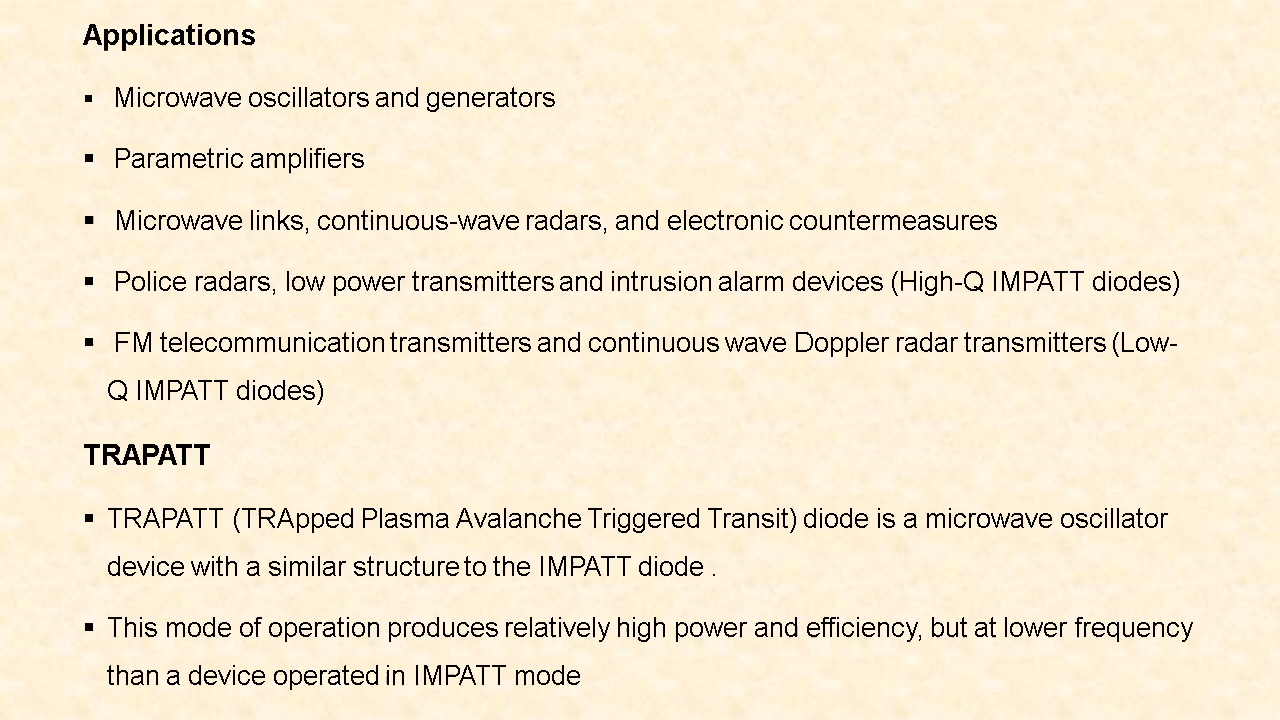 Applications
▪ Microwave oscillators and generators
▪ Parametric amplifiers
▪ Microwave links, continuous-wave radars, and electronic countermeasures
▪ Police radars, low power transmitters and intrusion alarm devices (High-Q IMPATT diodes)
▪ FM telecommunication transmitters and continuous wave Doppler radar transmitters (Low-
Q IMPATT diodes)
TRAPATT
▪ TRAPATT (TRApped Plasma Avalanche Triggered Transit) diode is a microwave oscillator
device with a similar structure to the IMPATT diode .
▪ This mode of operation produces relatively high power and efficiency, but at lower frequency
than a device operated in IMPATT mode